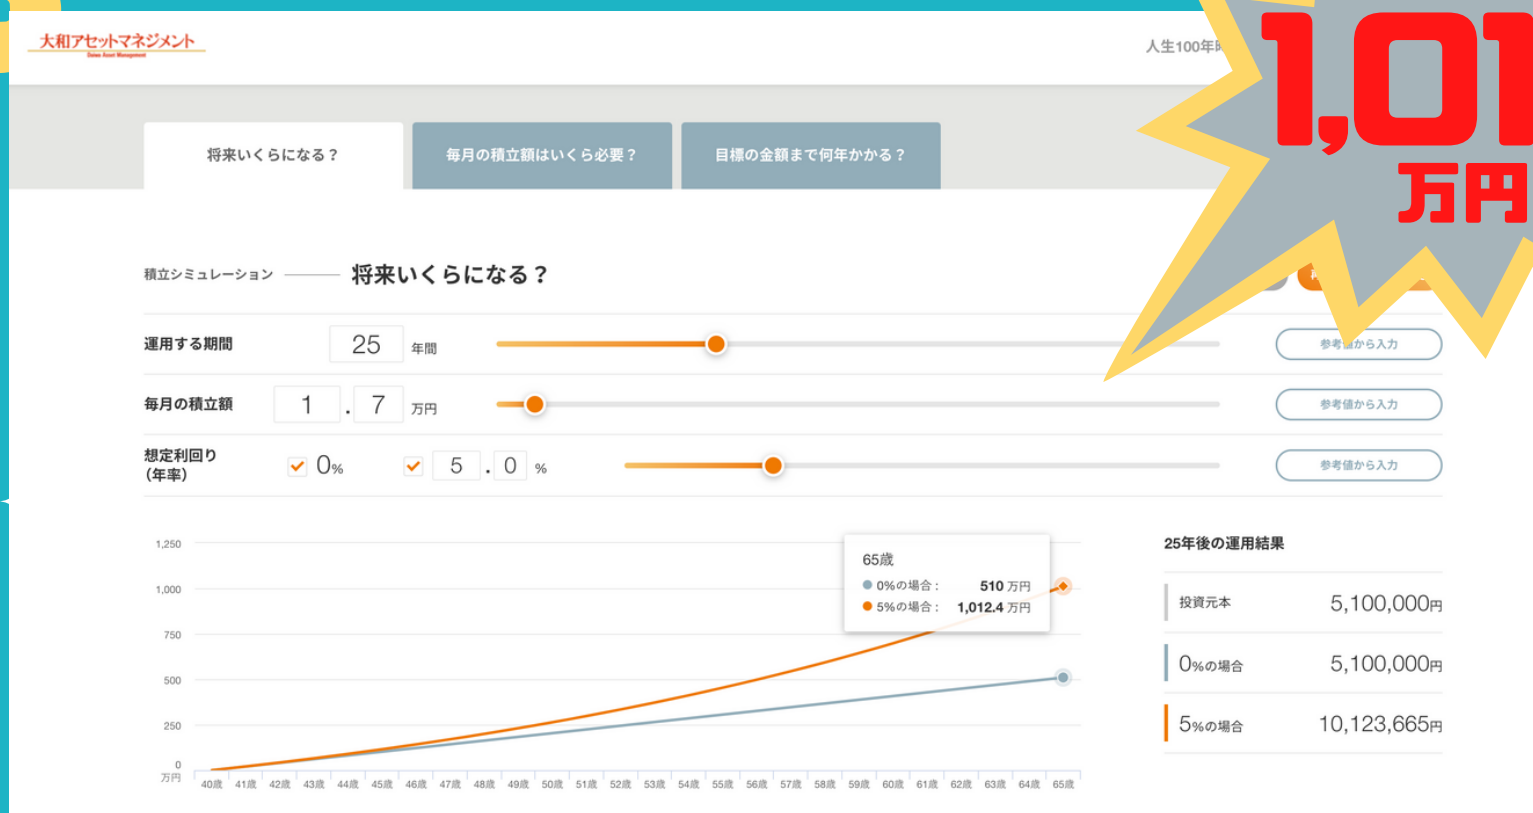 大和アセットマネジメント
Daiwa Asset Management
人生100年
1,01
万円
将来いくらになる？
毎月の積立額はいくら必要？
目標の金額まで何年かかる？
積立シミュレーション
将来いくらになる？
運用する期間 25 年間
参考値から入力
毎月の積立額 1 . 7 万円
参考値から入力
想定利回り
（年率）
0% 5 . 0 %
参考値から入力
1,250
1,000
750
500
250
0
万円
65歳
0%の場合： 510 万円
5%の場合： 1,012.4 万円
40歳 41歳 42歳 43歳 44歳 45歳 46歳 47歳 48歳 49歳 50歳 51歳 52歳 53歳 54歳 55歳 56歳 57歳 58歳 59歳 60歳 61歳 62歳 63歳 64歳 65歳
25年後の運用結果
投資元本 5,100,000円
0%の場合 5,100,000円
5%の場合 10,123,665円